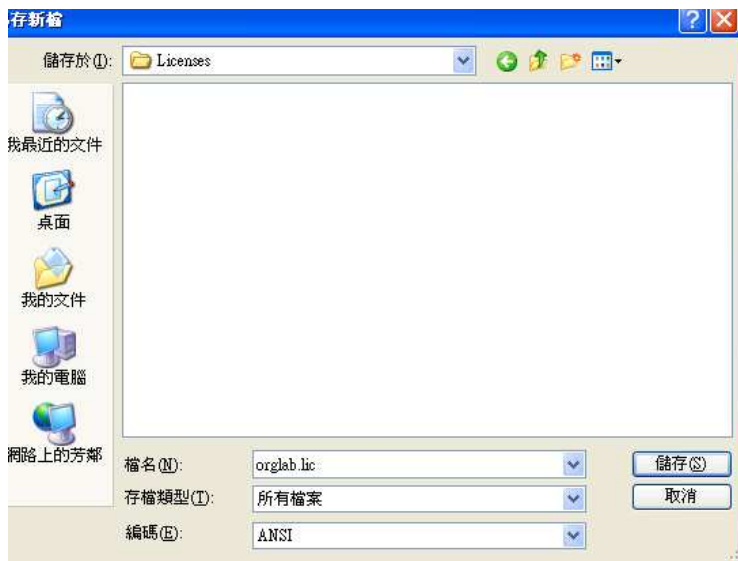 存新檔
儲存於(I):
Licenses
我最近的文件
桌面
我的文件
我的電腦
網路上的芳鄰
檔名(N):
orglab.lic
儲存(S)
存檔類型(T):
所有檔案
取消
編碼(E):
ANSI